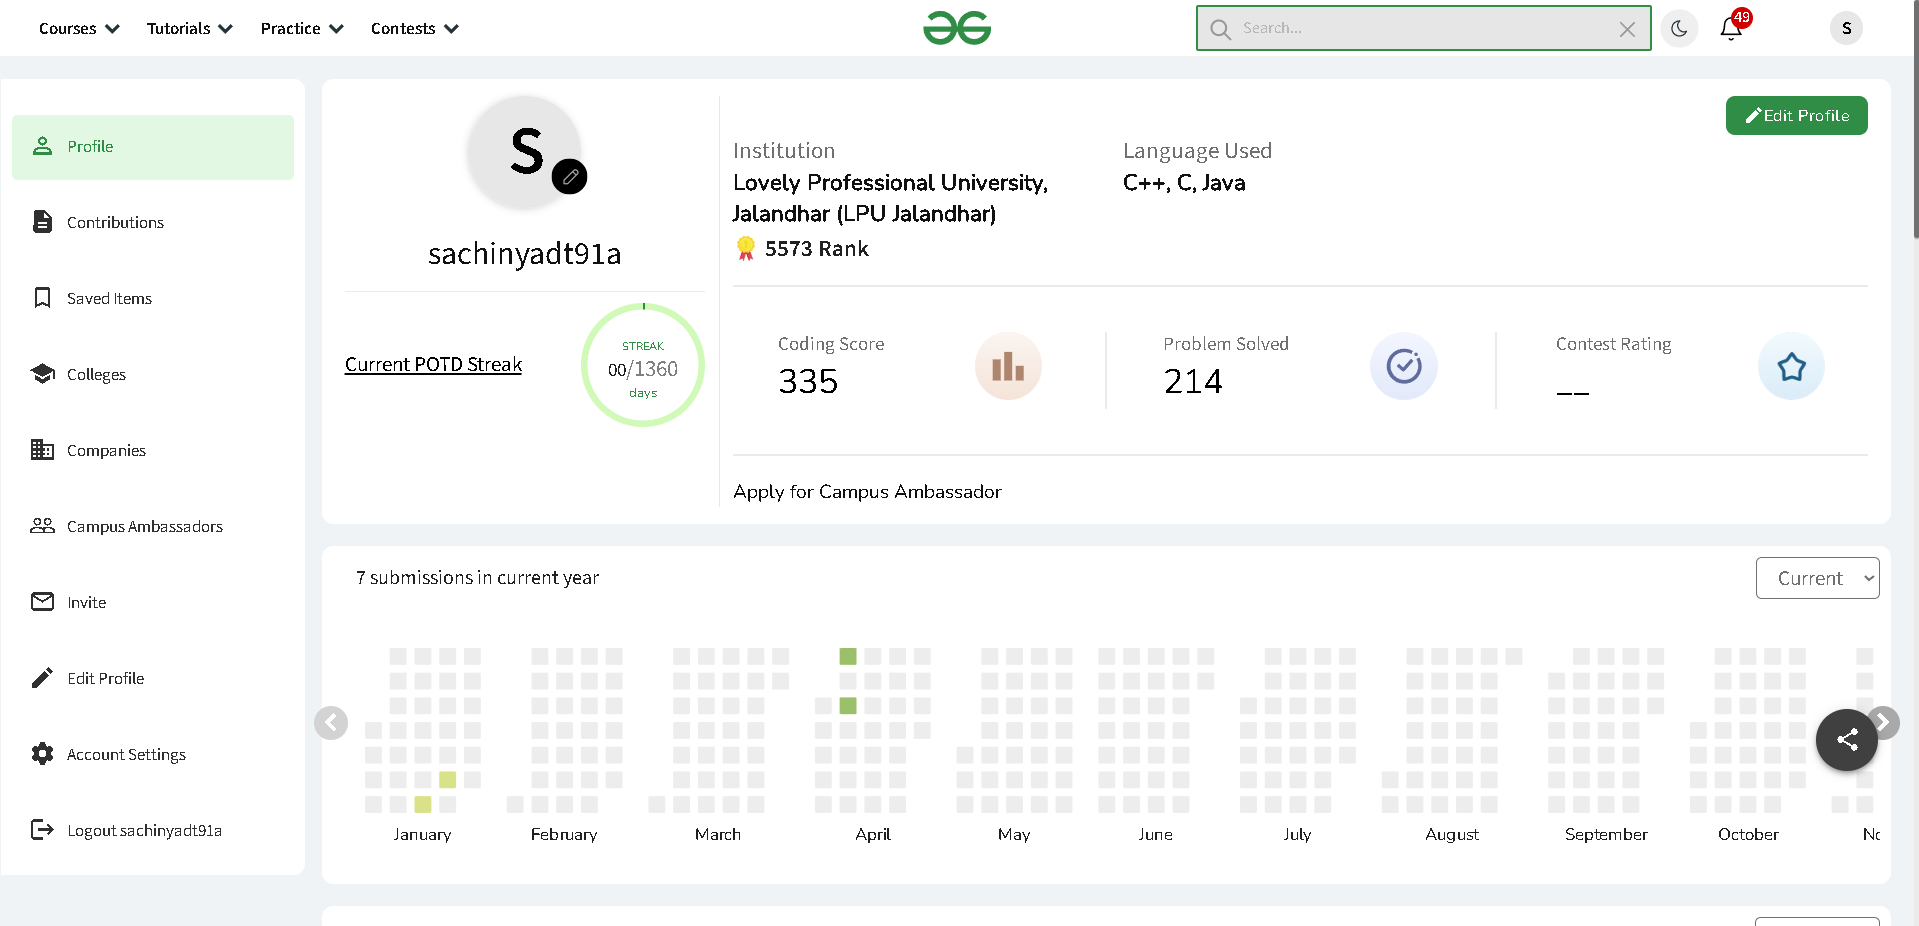 Courses
Tutorials
Practice
Contests
Search...
49
S
Profile
Contributions
Saved Items
Colleges
Companies
Campus Ambassadors
Invite
Edit Profile
Account Settings
Logout sachinyadt91a
S
sachinyadt91a
Current POTD Streak
STREAK
00/1360
days
Edit Profile
Institution
Lovely Professional University,
Jalandhar (LPU Jalandhar)
5573 Rank
Language Used
C++, C, Java
Coding Score
335
Problem Solved
214
Contest Rating
__
Apply for Campus Ambassador
7 submissions in current year
Current
January
February
March
April
May
June
July
August
September
October